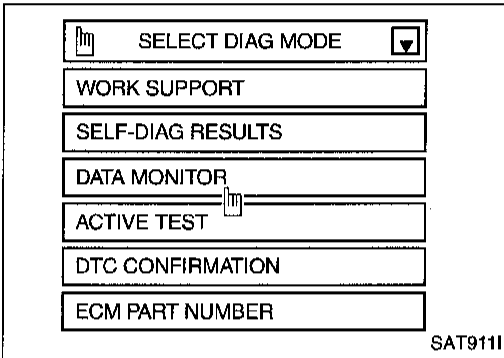 SELECT DIAG MODE
WORK SUPPORT
SELF-DIAG RESULTS
DATA MONITOR
ACTIVE TEST
DTC CONFIRMATION
ECM PART NUMBER
SAT911I